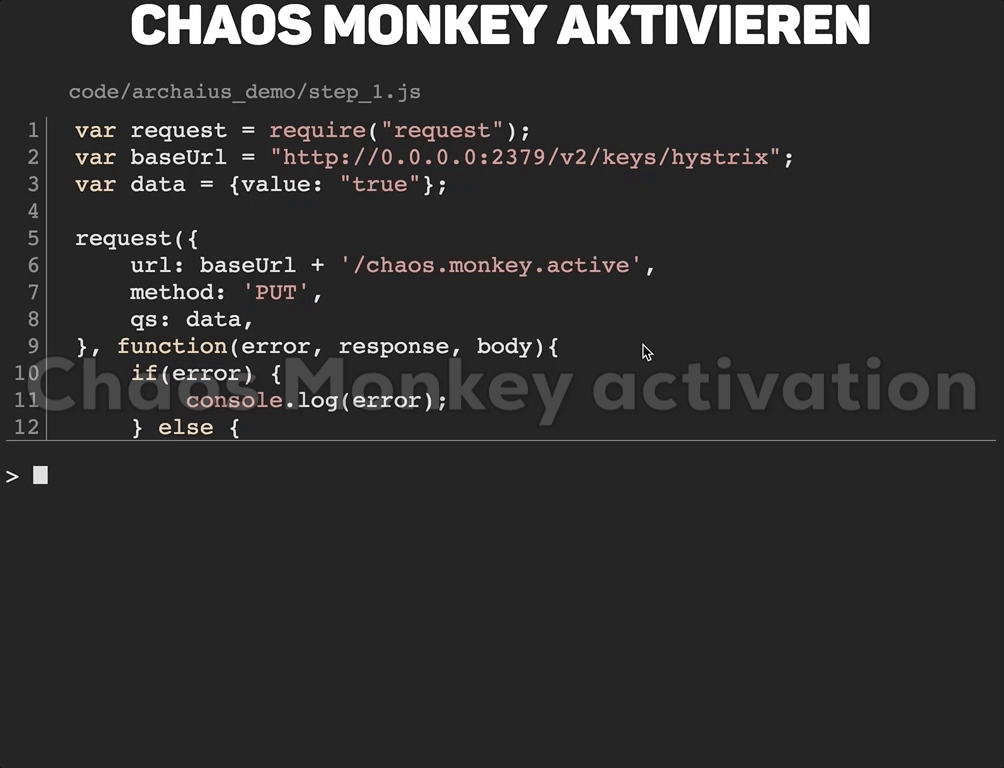 CHAOS MONKEY AKTIVIEREN
code/archaius_demo/step_1.js
1 var request = require("request");
2 var baseUrl = "http://0.0.0.0:2379/v2/keys/hystrix";
3 var data = {value: "true"};
4
5 request({
6     url: baseUrl + '/chaos.monkey.active',
7     method: 'PUT',
8     qs: data,
9 }, function(error, response, body){
10     if(error) {
Chaos Monkey activation
11         console.log(error);
12     } else {
>